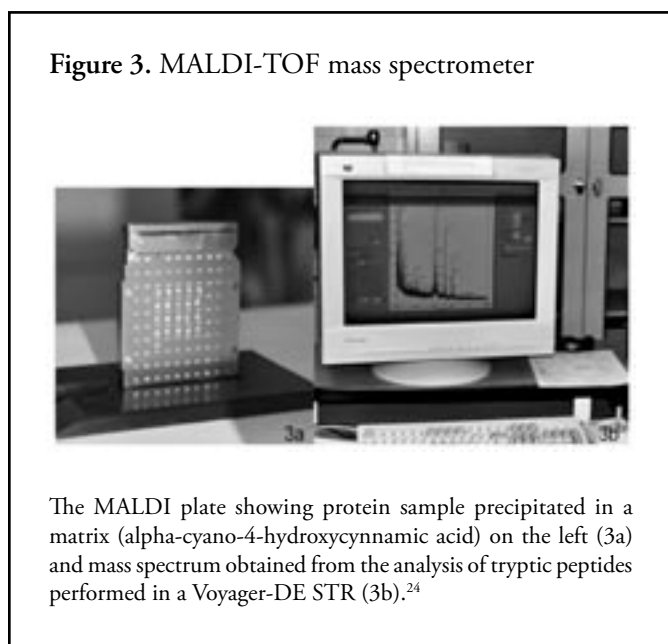 Figure 3. MALDI-TOF mass spectrometer
3a
3b
The MALDI plate showing protein sample precipitated in a
matrix (alpha-cyano-4-hydroxycynnamic acid) on the left (3a)
and mass spectrum obtained from the analysis of tryptic peptides
performed in a Voyager-DE STR (3b).24